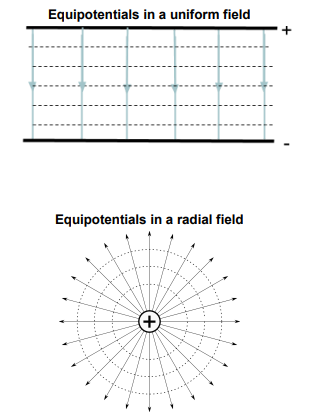 Equipotentials in a uniform field
+
-
Equipotentials in a radial field
+